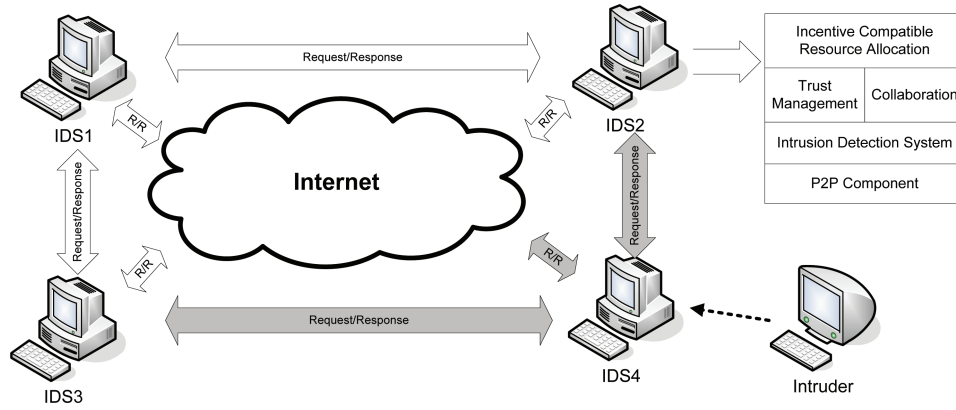 Request/Response
Incentive Compatible
Resource Allocation
Trust
Management
Collaboration
Intrusion Detection System
P2P Component
IDS1
R/R
R/R
IDS2
Request/Response
Internet
Request/Response
R/R
R/R
Request/Response
IDS3
IDS4
Intruder